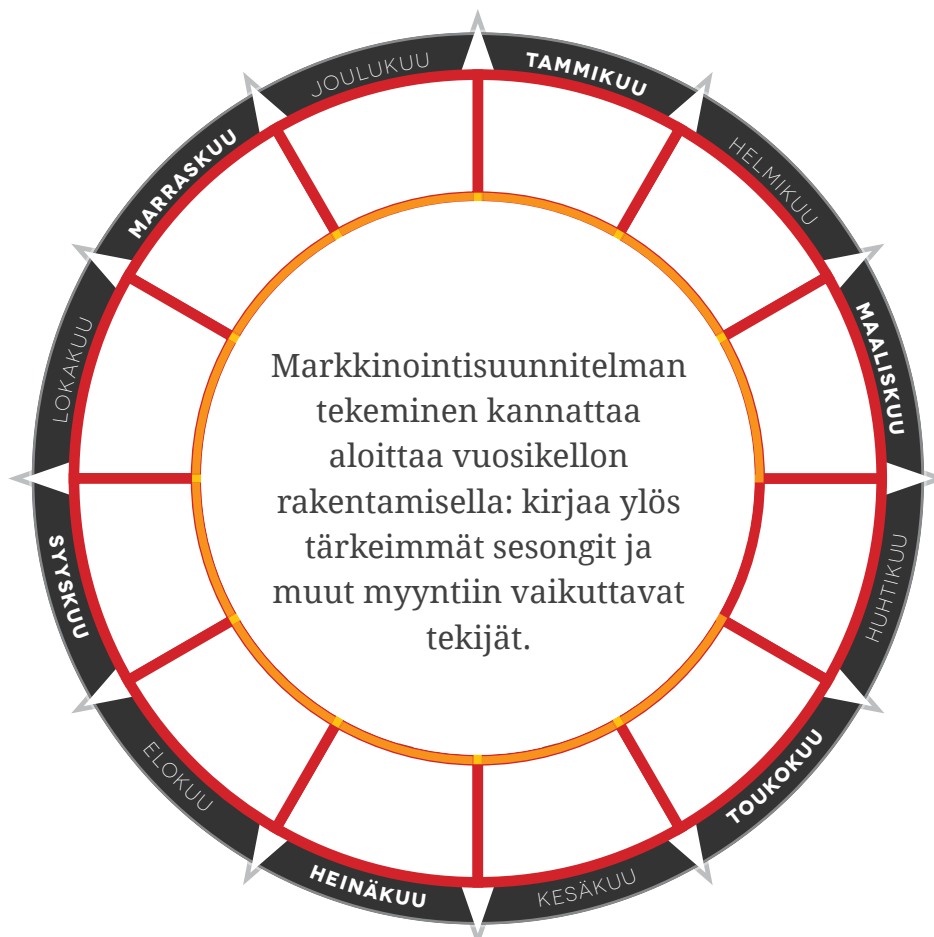 TAMMIKUU
HELMIKUU
MAALISKUU
HUHTIKUU
TOUKOKUU
KESÄKUU
HEINÄKUU
ELOKUU
SYYSKUU
LOKAKUU
MARRASKUU
JOULUKUU
Markkinointisuunnitelman
tekeminen kannattaa
aloittaa vuosikellon
rakentamisella: kirjaa ylös
tärkeimmät sesongit ja
muut myyntiin vaikuttavat
tekijät.